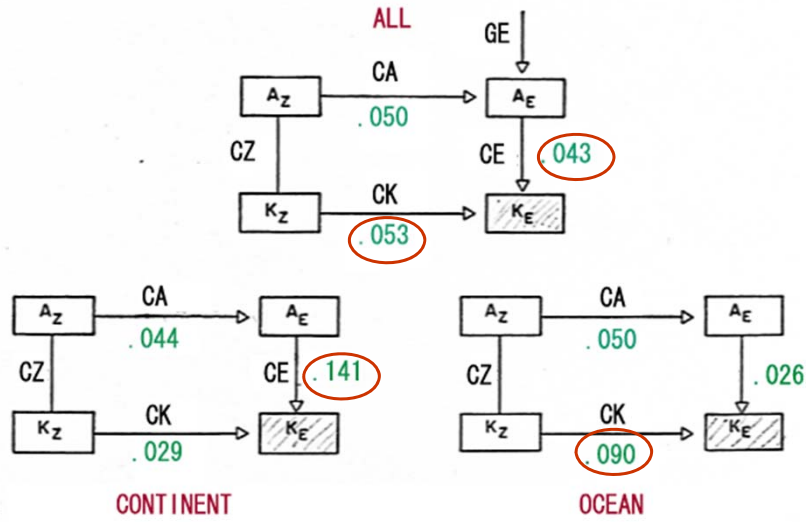 ALL
GE
CA
A_Z
A_E
.050
CZ
CE
.043
CK
K_Z
K_E
.053
CA
A_Z
A_E
.044
CZ
CE
.141
CK
K_Z
K_E
.029
CONTINENT
CA
A_Z
A_E
.050
CZ
.026
CK
K_Z
K_E
.090
OCEAN